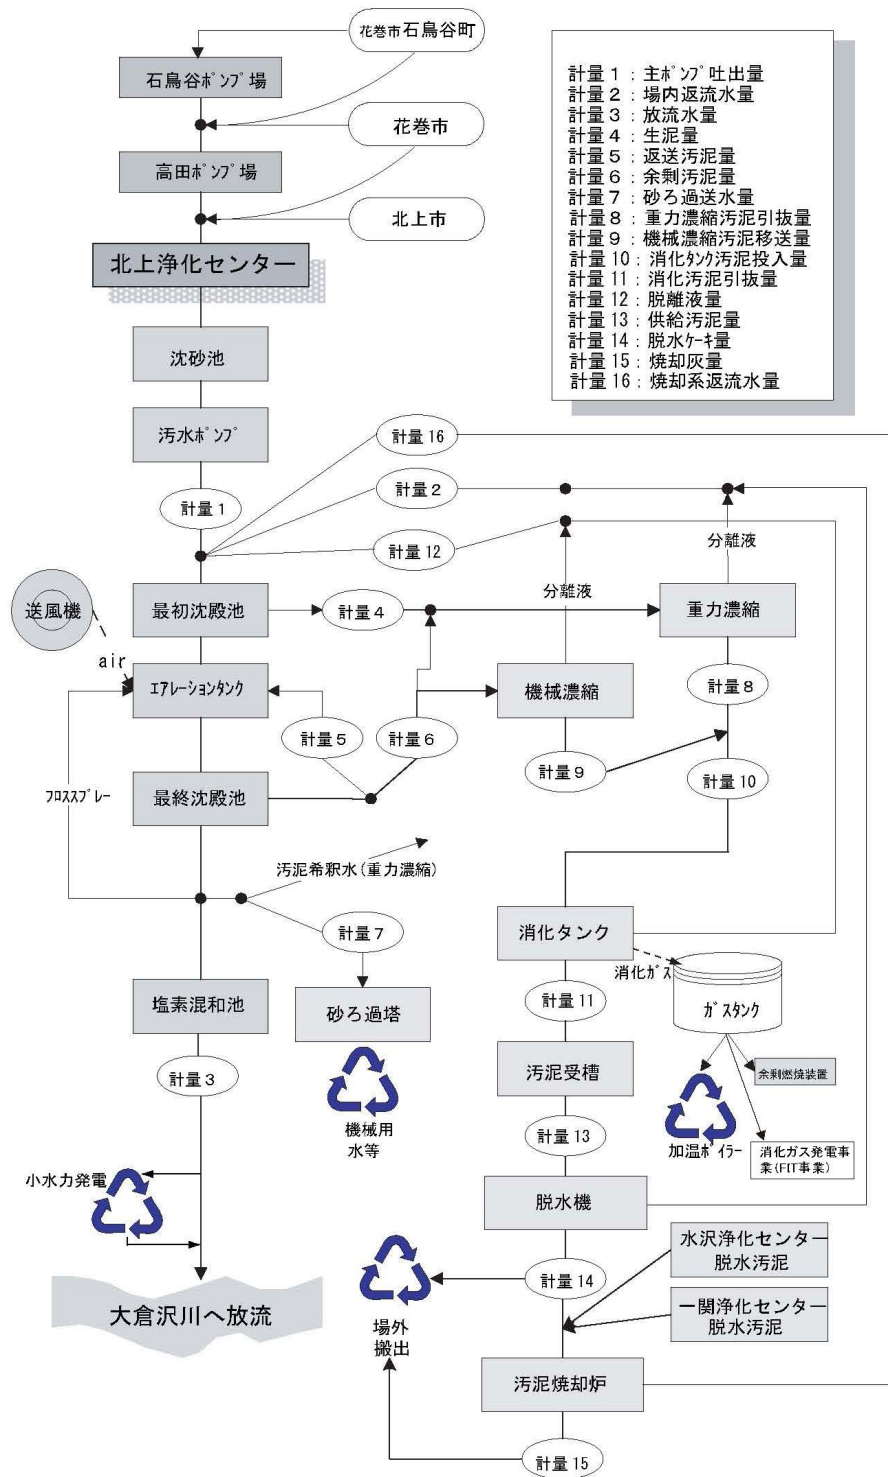 花巻市石鳥谷町
石鳥谷ポンプ場
花巻市
高田ポンプ場
北上市
北上浄化センター
計量1：主ポンプ吐出量
計量2：場内返流水量
計量3：放流水量
計量4：生泥量
計量5：返送汚泥量
計量6：余剰汚泥量
計量7：砂ろ過送水量
計量8：重力濃縮汚泥引抜量
計量9：機械濃縮汚泥移送量
計量10：消化タンク汚泥投入量
計量11：消化汚泥引抜量
計量12：脱離液量
計量13：供給汚泥量
計量14：脱水ケーキ量
計量15：焼却灰量
計量16：焼却系返流水量
沈砂池
汚水ポンプ
計量16
計量2
計量1
計量12
分離液
送風機
最初沈殿池
計量4
分離液
重力濃縮
air
エアレーションタンク
機械濃縮
計量8
計量5
計量6
計量9
計量10
フロススプレー
最終沈殿池
汚泥希釈水(重力濃縮)
計量7
消化タンク
消化ガス
計量11
ガスタンク
塩素混和池
砂ろ過塔
計量3
汚泥受槽
余剰燃焼装置
機械用
水等
計量13
加温ボイラー
消化ガス発電事
業(FIT事業)
小水力発電
脱水機
水沢浄化センター
脱水汚泥
計量14
大倉沢川へ放流
場外
搬出
一関浄化センター
脱水汚泥
汚泥焼却炉
計量15